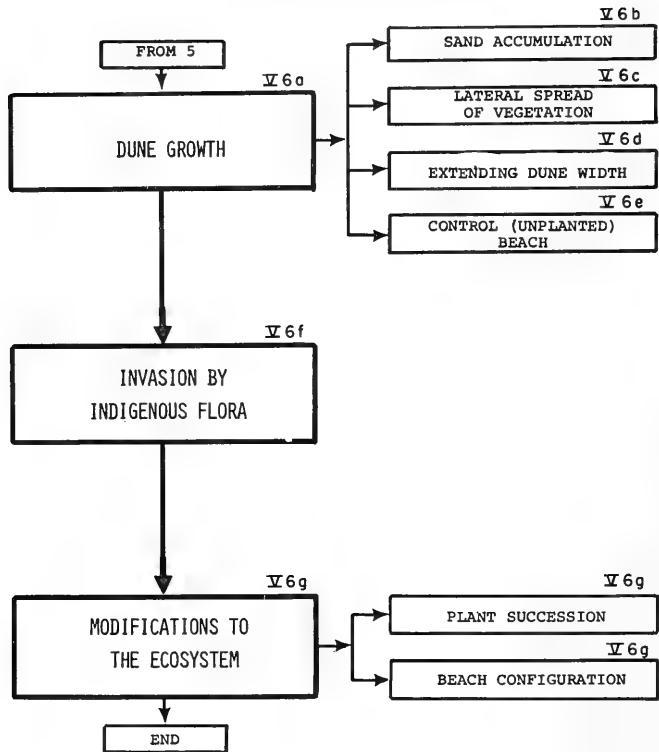 FROM 5
V 6a
DUNE GROWTH
V 6b
SAND ACCUMULATION
V 6c
LATERAL SPREAD
OF VEGETATION
V 6d
EXTENDING DUNE WIDTH
V 6e
CONTROL (UNPLANTED)
BEACH
V 6f
INVASION BY
INDIGENOUS FLORA
V 6g
MODIFICATIONS TO
THE ECOSYSTEM
V 6g
PLANT SUCCESSION
V 6g
BEACH CONFIGURATION
END